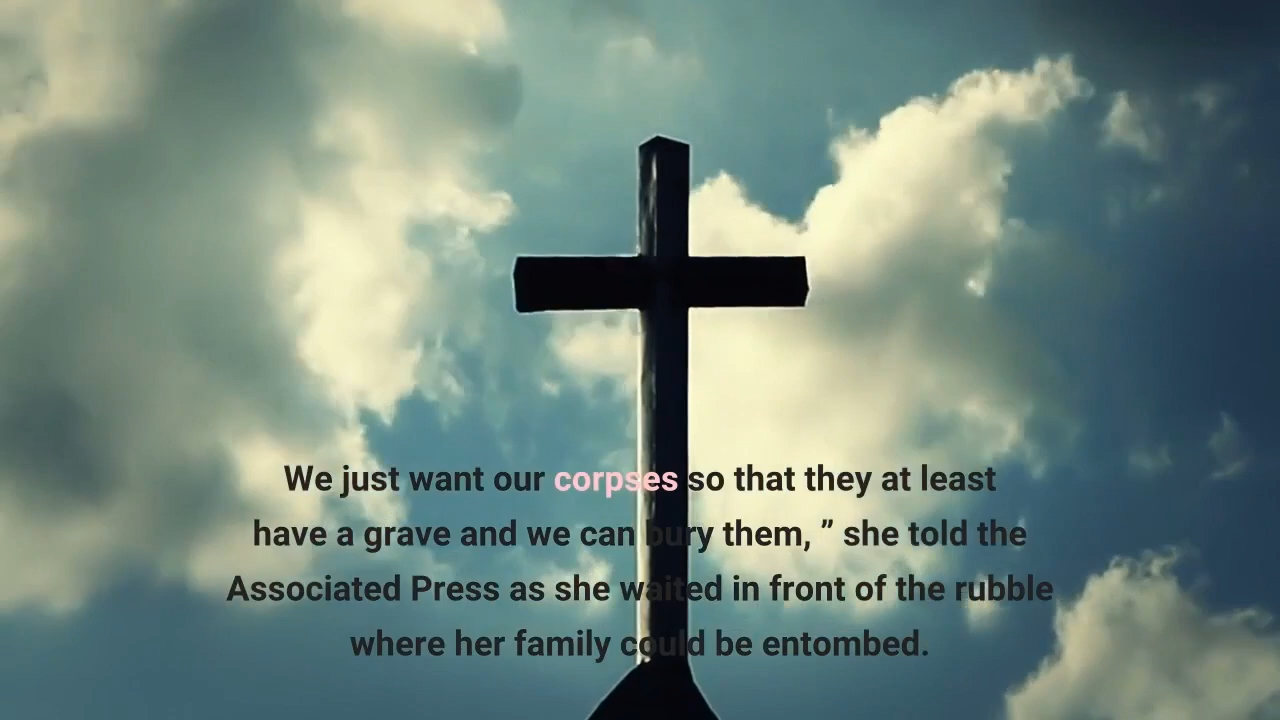 We just want our corpses so that they at least
have a grave and we can bury them, ” she told the
Associated Press as she waited in front of the rubble
where her family could be entombed.